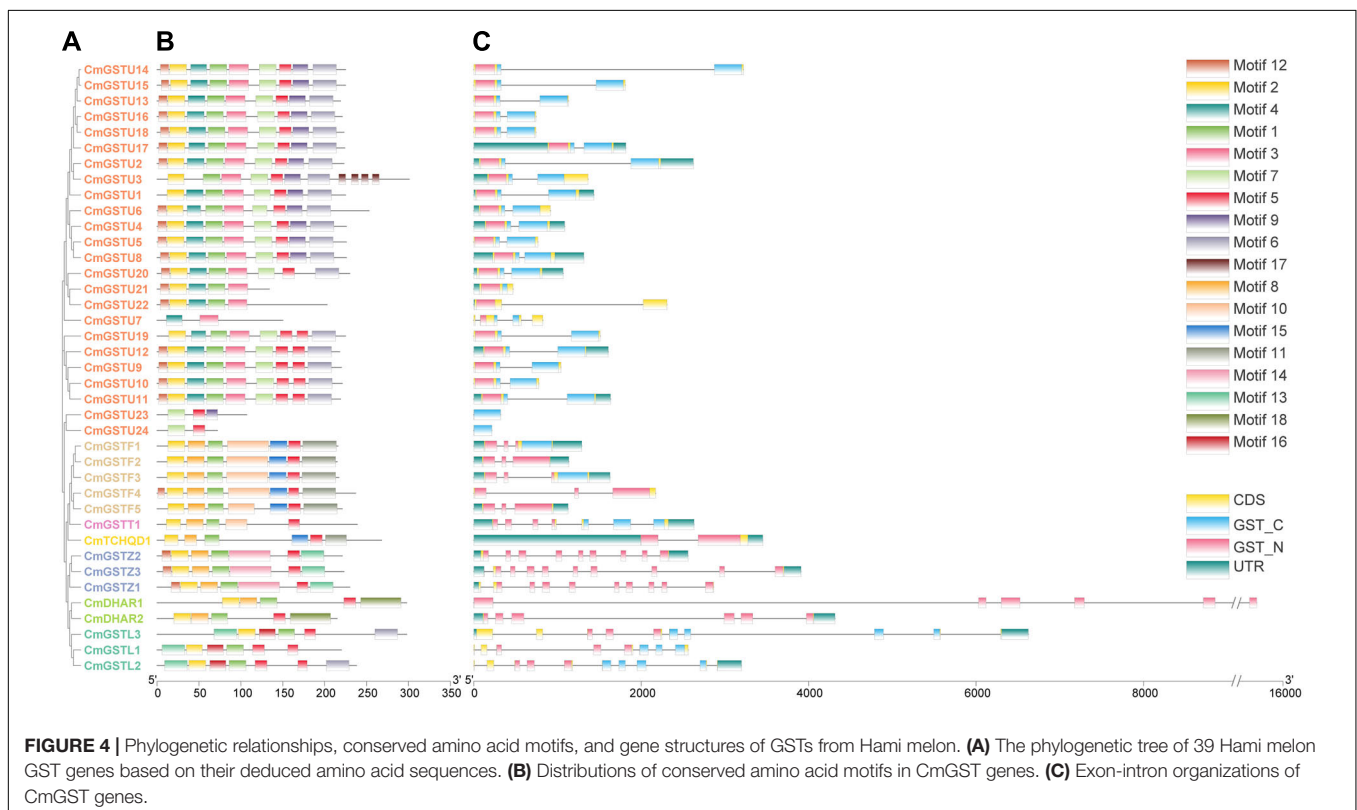 A
B
C
CmGSTU14
CmGSTU15
CmGSTU13
CmGSTU16
CmGSTU18
CmGSTU17
CmGSTU2
CmGSTU3
CmGSTU1
CmGSTU6
CmGSTU4
CmGSTU5
CmGSTU8
CmGSTU20
CmGSTU21
CmGSTU22
CmGSTU7
CmGSTU19
CmGSTU12
CmGSTU9
CmGSTU10
CmGSTU11
CmGSTU23
CmGSTU24
CmGSTF1
CmGSTF2
CmGSTF3
CmGSTF4
CmGSTF5
CmGSTT1
CmTCHQD1
CmGSTZ2
CmGSTZ3
CmGSTZ1
CmDHAR1
CmDHAR2
CmGSTL3
CmGSTL1
CmGSTL2
5' 3'
0 50 100 150 200 250 300 350
5' 3'
0 2000 4000 6000 8000 16000
Motif 12
Motif 2
Motif 4
Motif 1
Motif 3
Motif 7
Motif 5
Motif 9
Motif 6
Motif 17
Motif 8
Motif 10
Motif 15
Motif 11
Motif 14
Motif 13
Motif 18
Motif 16
CDS
GST_C
GST_N
UTR
FIGURE 4 | Phylogenetic relationships, conserved amino acid motifs, and gene structures of GSTs from Hami melon. (A) The phylogenetic tree of 39 Hami melon
GST genes based on their deduced amino acid sequences. (B) Distributions of conserved amino acid motifs in CmGST genes. (C) Exon-intron organizations of
CmGST genes.